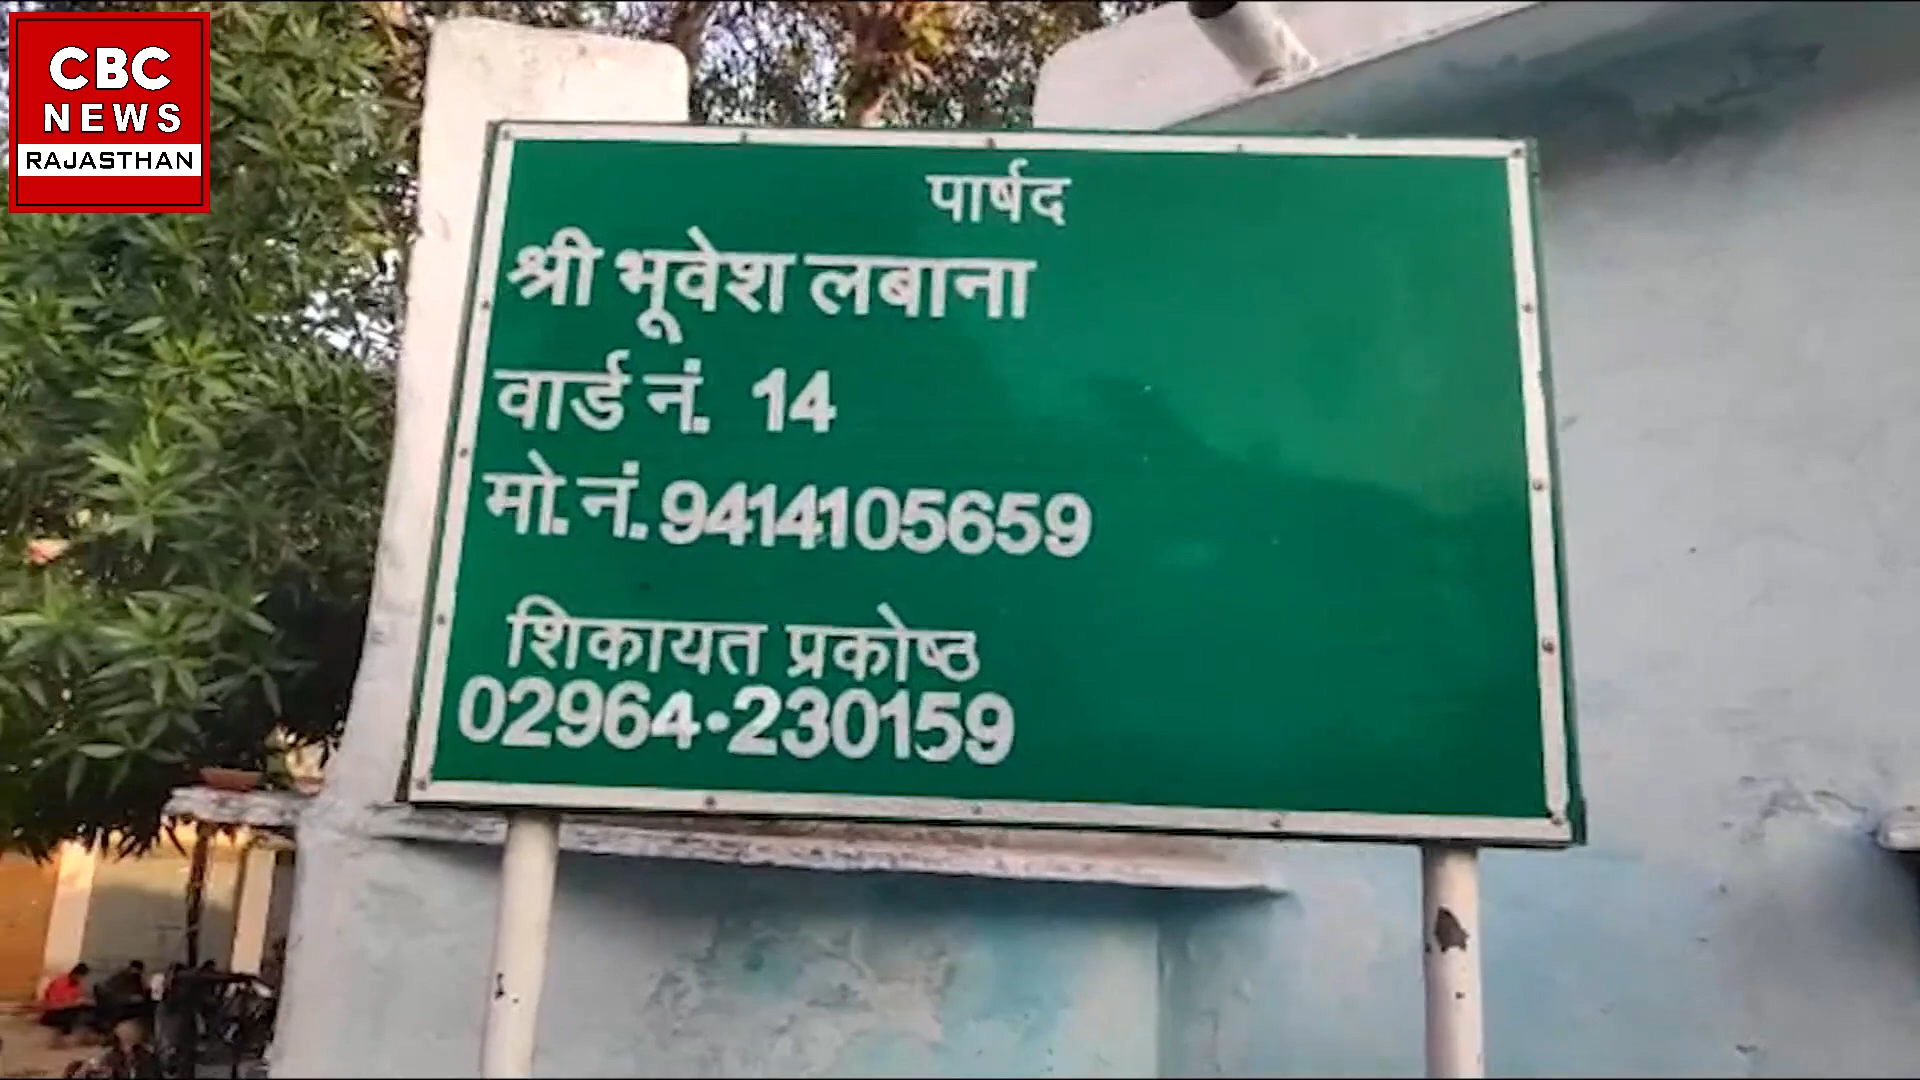 CBC
NEWS
RAJASTHAN
पार्षद
श्री भूवेश लबाना
वार्ड नं. 14
मो. नं. 9414105659
शिकायत प्रकोष्ठ
02964-230159